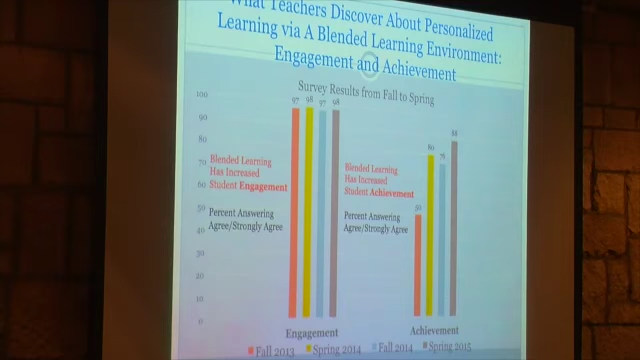 What Teachers Discover About Personalized
Learning via A Blended Learning Environment:
Engagement and Achievement
Survey Results from Fall to Spring
100
90
80
70
60
50
40
30
20
10
0
97
98
97
98
Blended Learning
Has Increased
Student Engagement
Percent Answering
Agree/Strongly Agree
Blended Learning
Has Increased
Student Achievement
Percent Answering
Agree/Strongly Agree
50
80
88
Engagement
Achievement
Fall 2013
Spring 2014
Fall 2014
Spring 2015